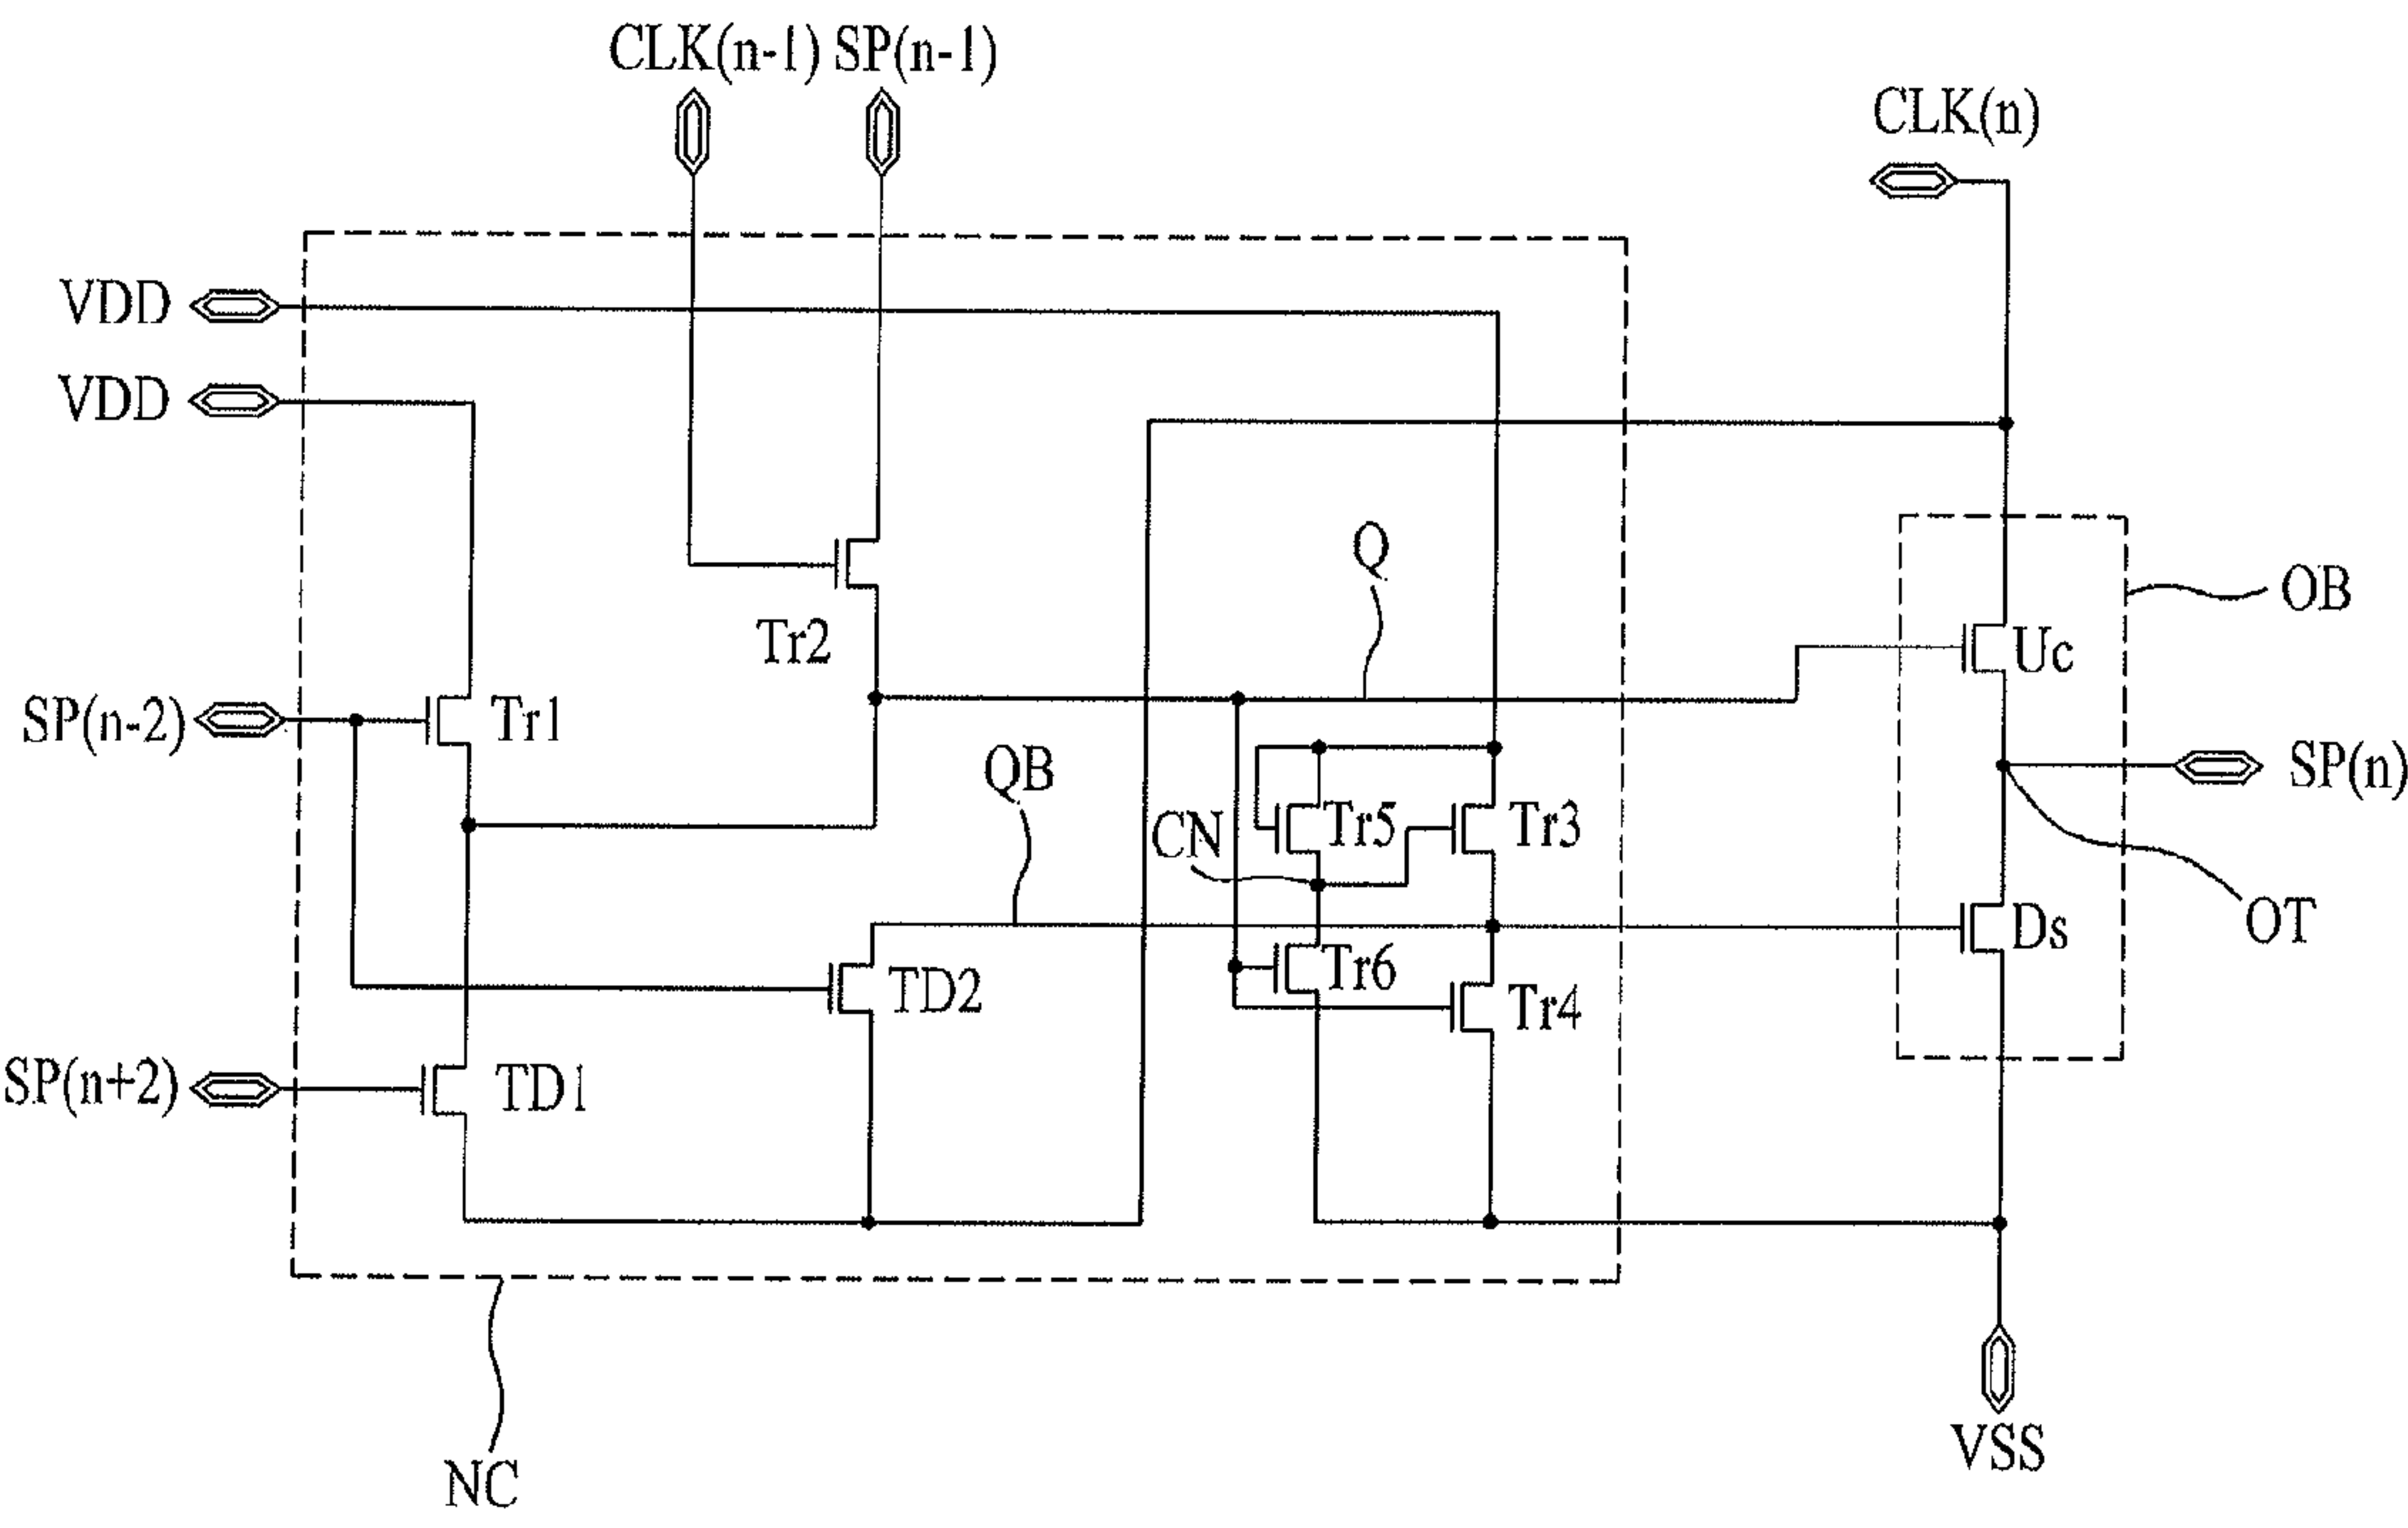 CLK(n-1) SP(n-1)
CLK(n)
VDD
VDD
Q
OB
Tr2
Uc
SP(n-2)
Tr1
QB
SP(n)
CN
Tr5
Tr3
Ds
OT
TD2
Tr6
Tr4
SP(n+2)
TD1
VSS
NC